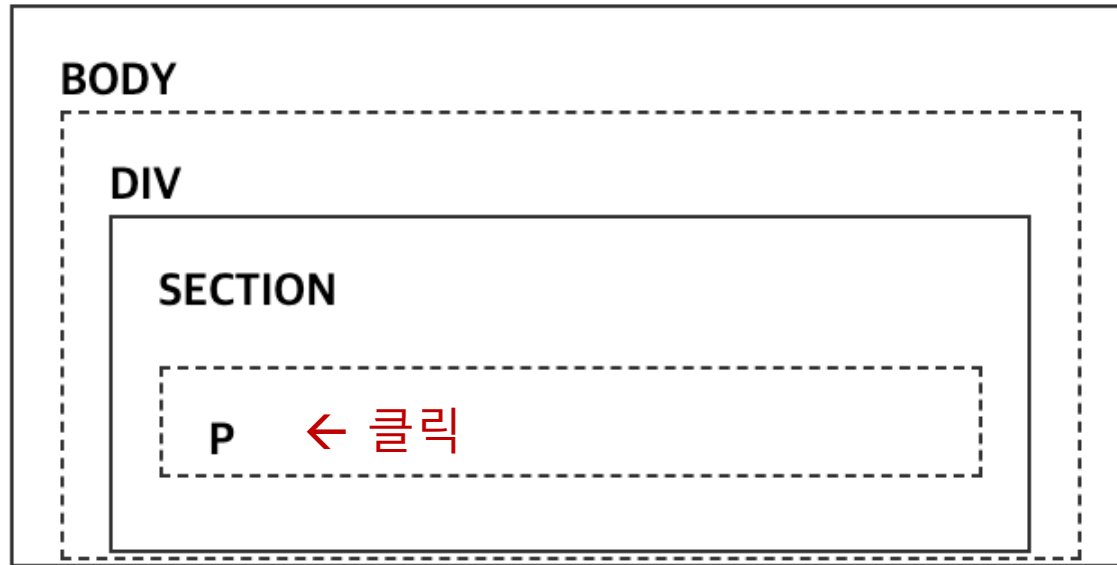 BODY
DIV
SECTION
P ← 클릭